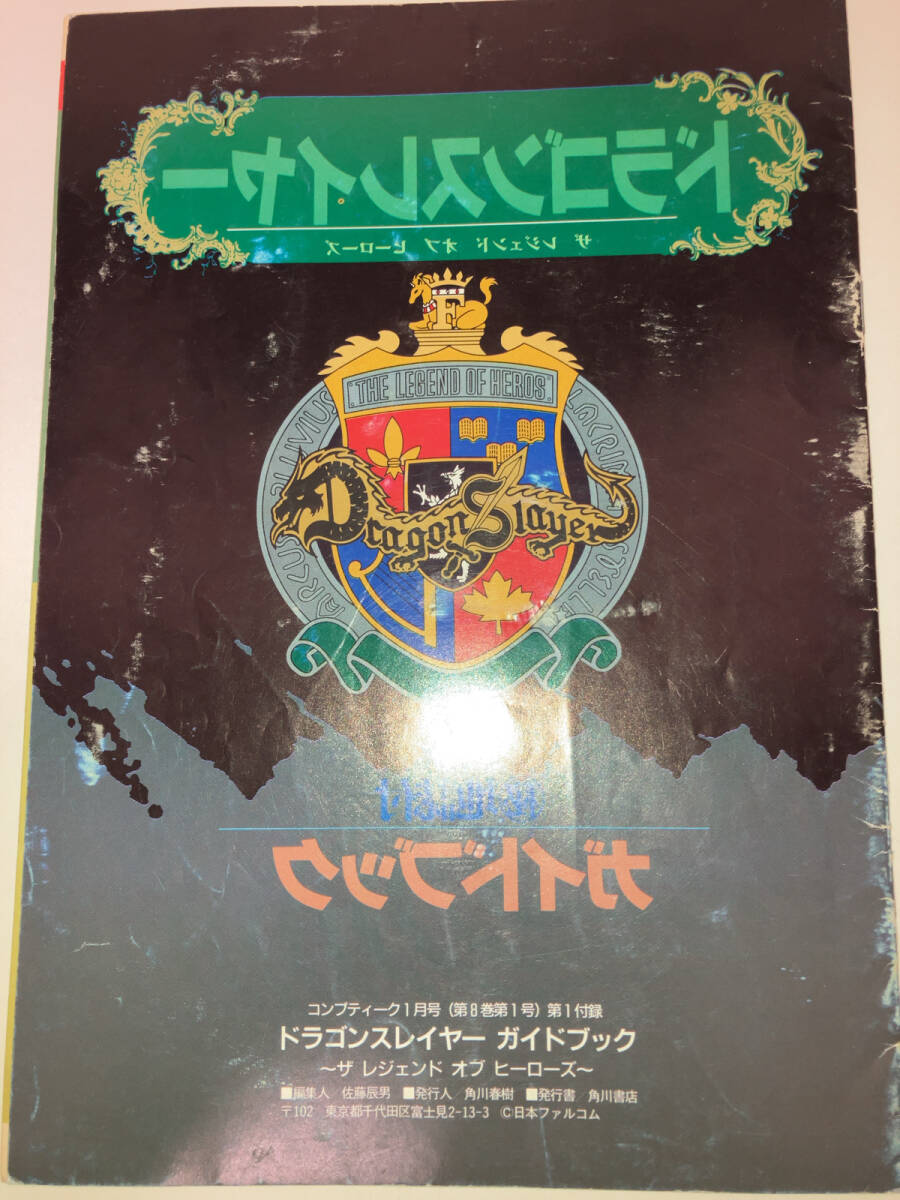 ドラゴンスレイヤー
ザ レジェンド オブ ヒーローズ
F
THE LEGEND OF HEROS
Dragon Slayer
ガイドブック
コンプティーク1月号(第8巻第1号)第1付録
ドラゴンスレイヤー ガイドブック
〜ザ レジェンド オブ ヒーローズ〜
■編集人/佐藤辰男 ■発行人/角川春樹 ■発行書/角川書店
〒102 東京都千代田区富士見2-13-3 ©日本ファルコム